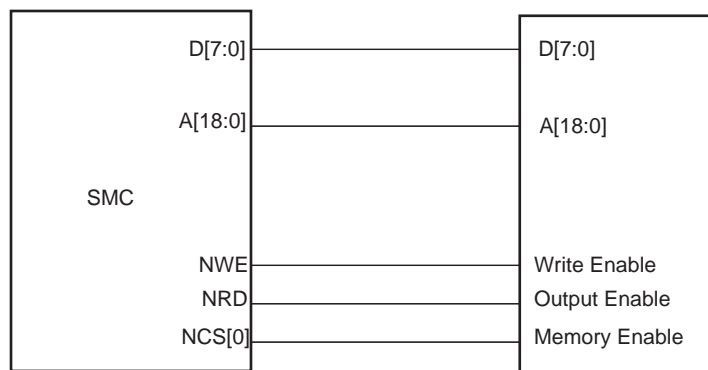 D[7:0] D[7:0]
A[18:0] A[18:0]
SMC
NWE Write Enable
NRD Output Enable
NCS[0] Memory Enable